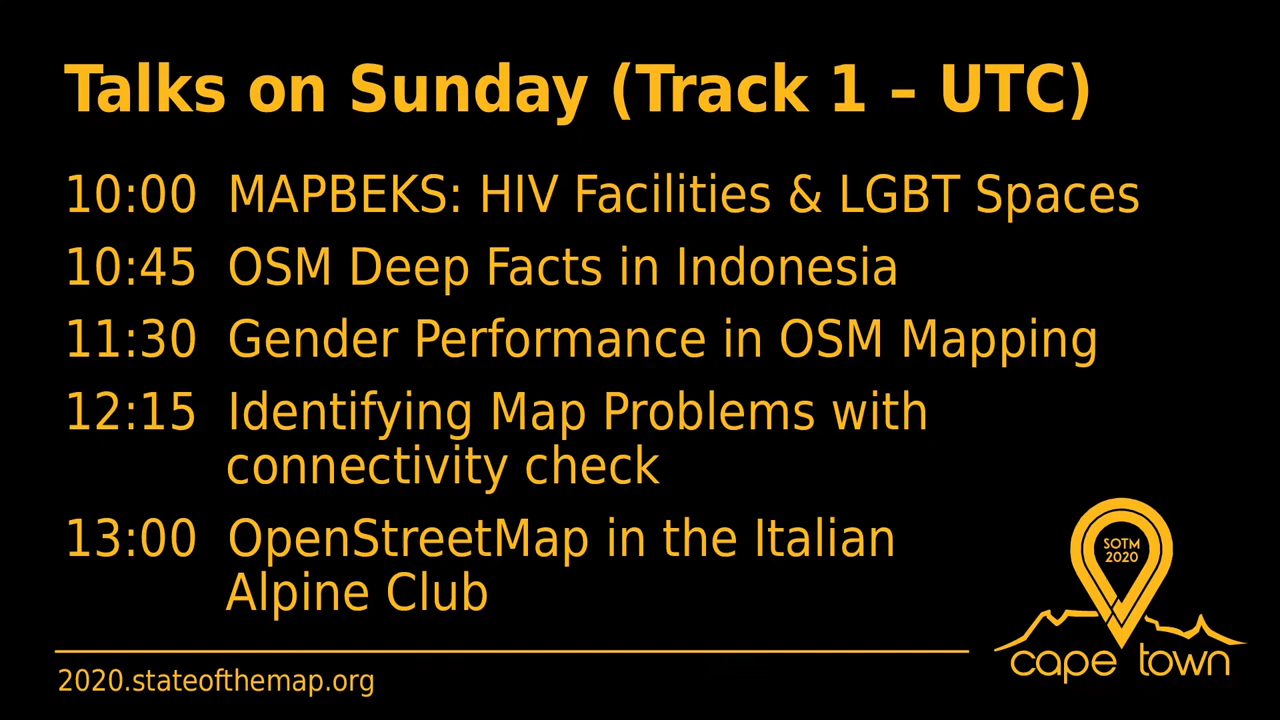 Talks on Sunday (Track 1 – UTC)
10:00 MAPBEKS: HIV Facilities & LGBT Spaces
10:45 OSM Deep Facts in Indonesia
11:30 Gender Performance in OSM Mapping
12:15 Identifying Map Problems with
connectivity check
13:00 OpenStreetMap in the Italian
Alpine Club
SOTM
2020
cape town
2020.stateofthemap.org